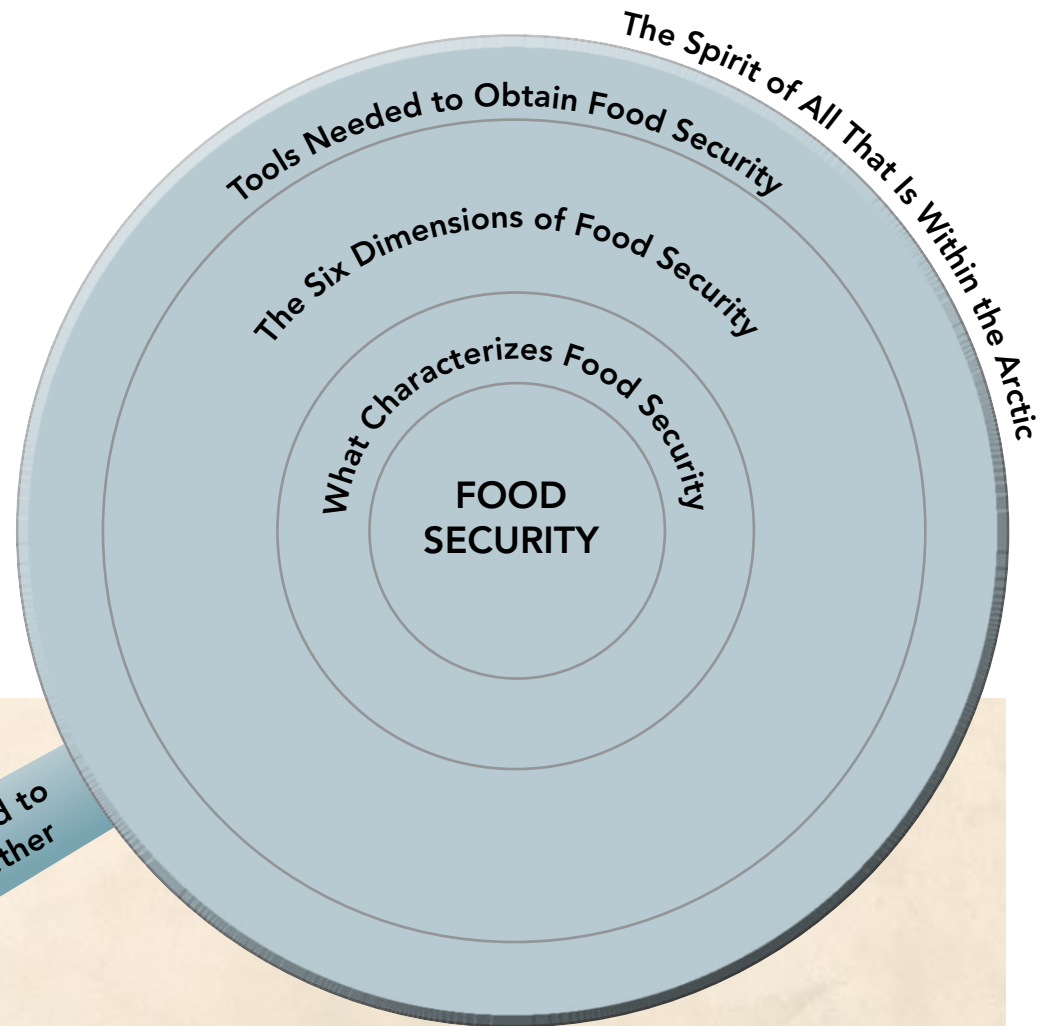 The Spirit of All That Is Within the Arctic
Tools Needed to Obtain Food Security
The Six Dimensions of Food Security
What Characterizes Food Security
FOOD
SECURITY
to